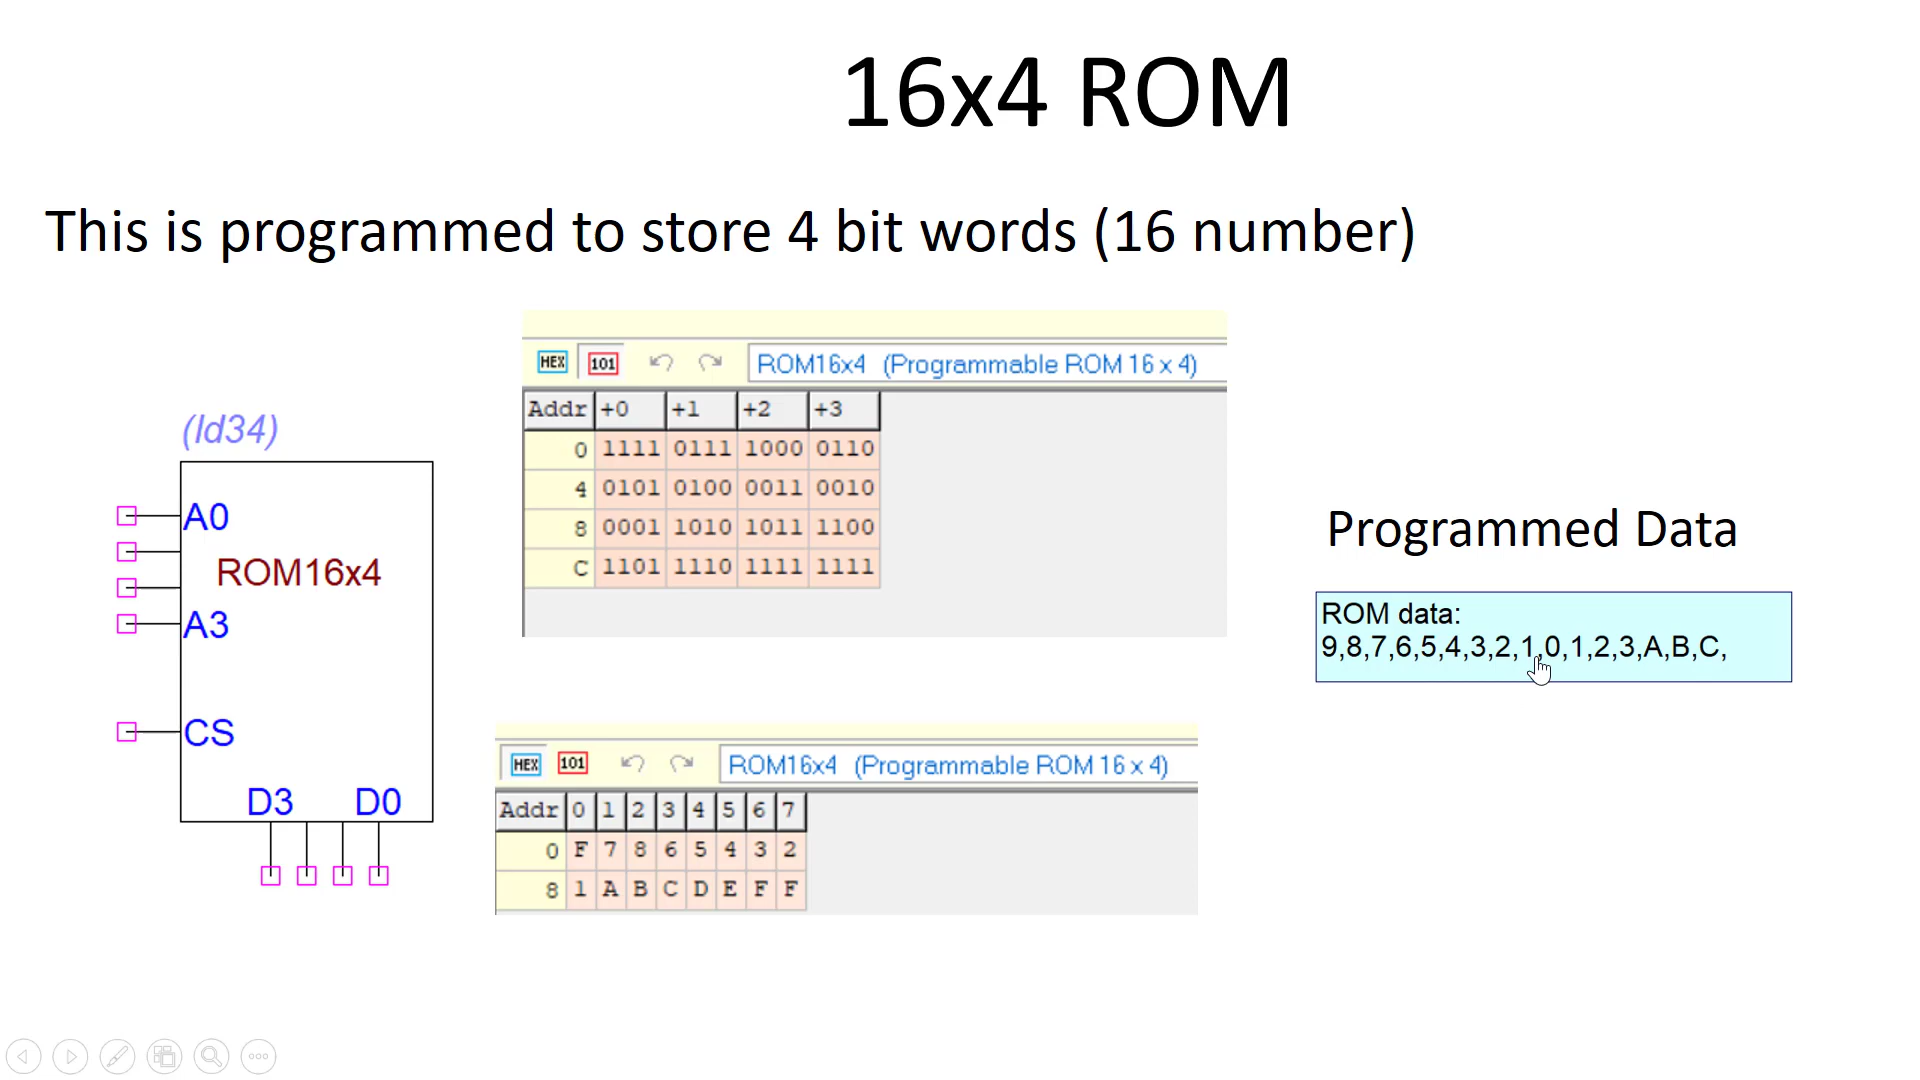 16x4 ROM
This is programmed to store 4 bit words (16 number)
HEX 101 ROM16x4 (Programmable ROM 16 x 4)
Addr +0 +1 +2 +3
0 1111 0111 1000 0110
4 0101 0100 0011 0010
8 0001 1010 1011 1100
C 1101 1110 1111 1111
(Id34)
A0
ROM16x4
A3
CS
D3 D0
Programmed Data
ROM data:
9,8,7,6,5,4,3,2,1,0,1,2,3,A,B,C,
HEX 101 ROM16x4 (Programmable ROM 16 x 4)
Addr 0 1 2 3 4 5 6 7
0 F 7 8 6 5 4 3 2
8 1 A B C D E F F